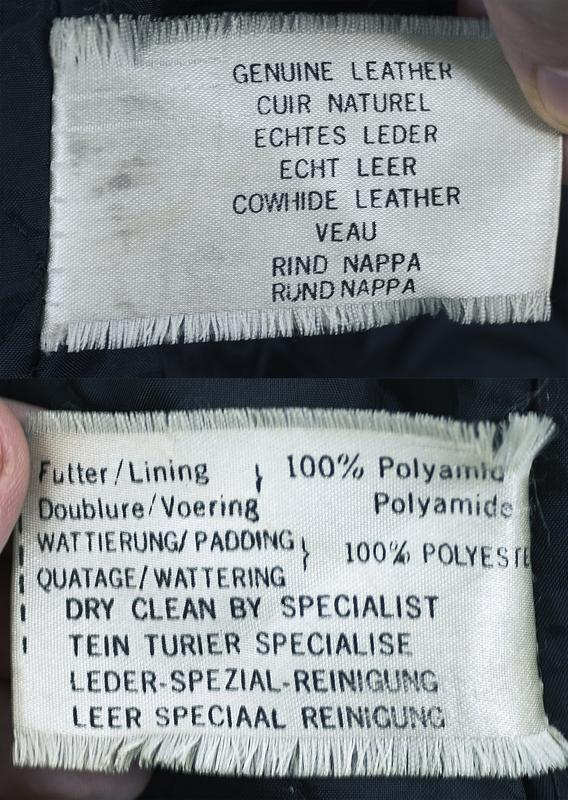 GENUINE LEATHER
CUIR NATUREL
ECHTES LEDER
ECHT LEER
COWHIDE LEATHER
VEAU
RIND NAPPA
RUND NAPPA
Futter/Lining } 100% Polyamid
Doublure/Voering Polyamide
WATTIERUNG/PADDING } 100% POLYESTE
QUATAGE/WATTERING
DRY CLEAN BY SPECIALIST
TEIN TURIER SPECIALISE
LEDER-SPEZIAL-REINIGUNG
LEER SPECIAAL REINIGUNG